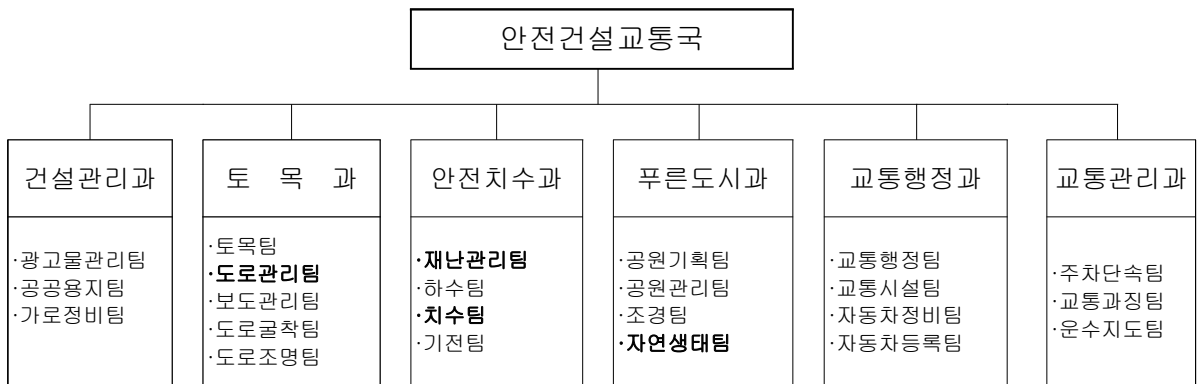 안전건설교통국
건설관리과
·광고물관리팀
·공공용지팀
·가로정비팀
토 목 과
·토목팀
·도로관리팀
·보도관리팀
·도로굴착팀
·도로조명팀
안전치수과
·재난관리팀
·하수팀
·치수팀
·기전팀
푸른도시과
·공원기획팀
·공원관리팀
·조경팀
·자연생태팀
교통행정과
·교통행정팀
·교통시설팀
·자동차정비팀
·자동차등록팀
교통관리과
·주차단속팀
·교통과징팀
·운수지도팀